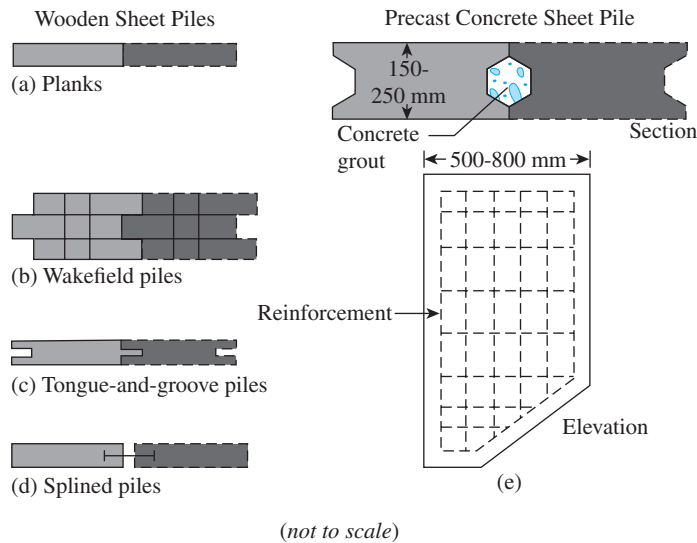 Wooden Sheet Piles
(a) Planks
(b) Wakefield piles
(c) Tongue-and-groove piles
(d) Splined piles
Precast Concrete Sheet Pile
150-
250 mm
Concrete
grout
Section
500-800 mm
Reinforcement
Elevation
(e)
(not to scale)